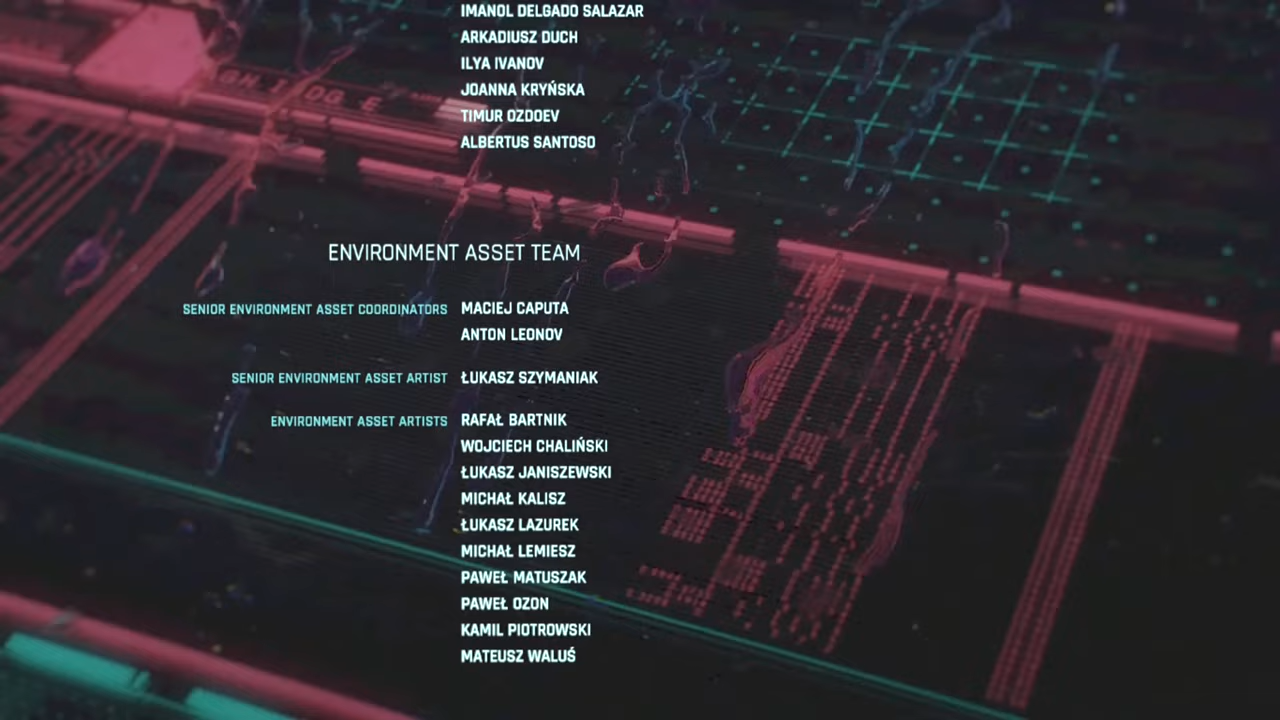 IMANOL DELGADO SALAZAR
ARKADIUSZ DUCH
ILYA IVANOV
JOANNA KRYŃSKA
TIMUR OZDOEV
ALBERTUS SANTOSO
ENVIRONMENT ASSET TEAM
SENIOR ENVIRONMENT ASSET COORDINATORS MACIEJ CAPUTA
ANTON LEONOV
SENIOR ENVIRONMENT ASSET ARTIST ŁUKASZ SZYMANIAK
ENVIRONMENT ASSET ARTISTS RAFAŁ BARTNIK
WOJCIECH CHALIŃSKI
ŁUKASZ JANISZEWSKI
MICHAŁ KALISZ
ŁUKASZ LAZUREK
MICHAŁ LEMIESZ
PAWEŁ MATUSZAK
PAWEŁ OZON
KAMIL PIOTROWSKI
MATEUSZ WALUŚ